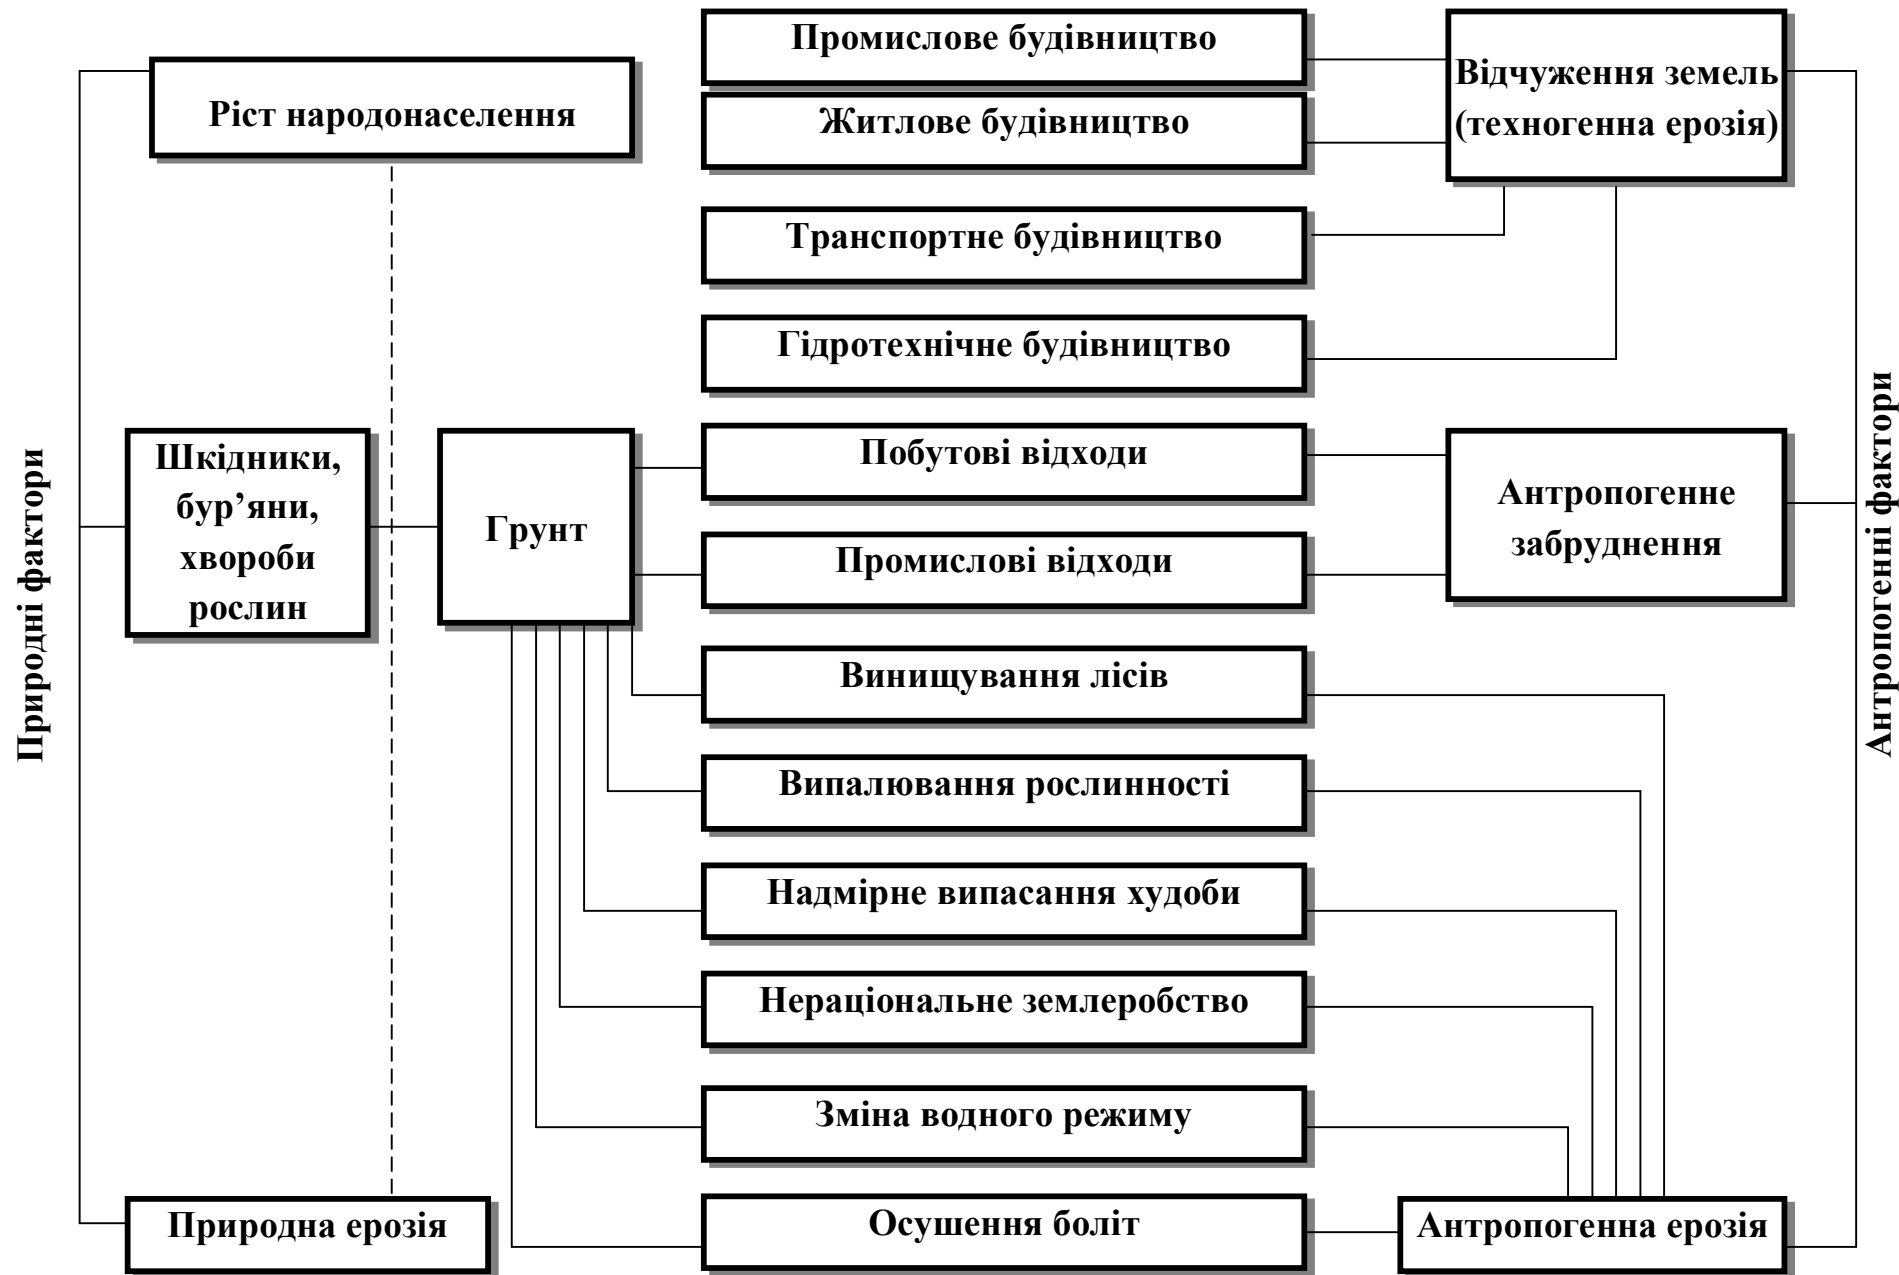 Природні фактори
Ріст народонаселення
Шкідники,
бур’яни,
хвороби
рослин
Природна ерозія
Грунт
Промислове будівництво
Житлове будівництво
Транспортне будівництво
Гідротехнічне будівництво
Побутові відходи
Промислові відходи
Винищування лісів
Випалювання рослинності
Надмірне випасання худоби
Нераціональне землеробство
Зміна водного режиму
Осушення боліт
Відчуження земель
(техногенна ерозія)
Антропогенне
забруднення
Антропогенна ерозія
Антропогенні фактори